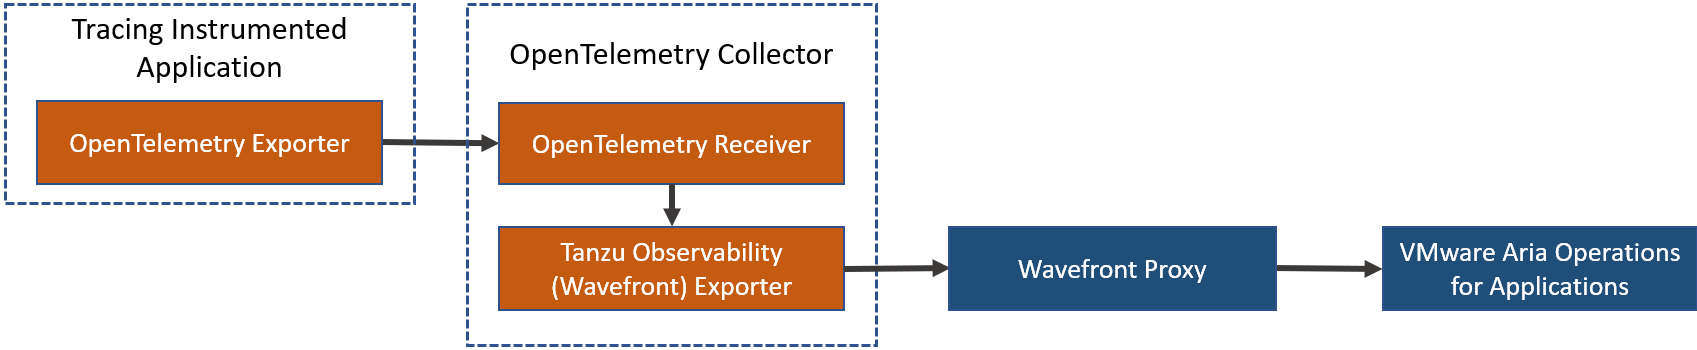 Tracing Instrumented
Application
OpenTelemetry Exporter
OpenTelemetry Collector
OpenTelemetry Receiver
Tanzu Observability
(Wavefront) Exporter
Wavefront Proxy
VMware Aria Operations
for Applications